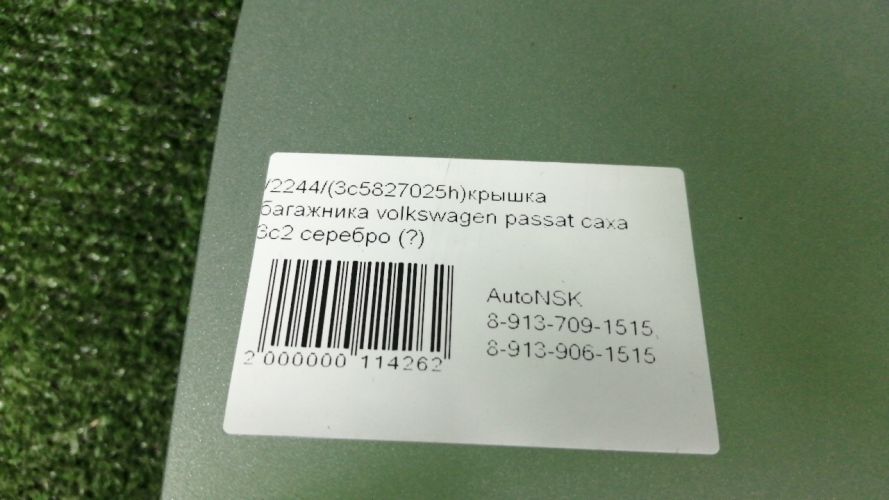 /2244/(3c5827025h)крышка
багажника volkswagen passat caxa
3c2 серебро (?)
AutoNSK
8-913-709-1515,
8-913-906-1515
2 000000 114262